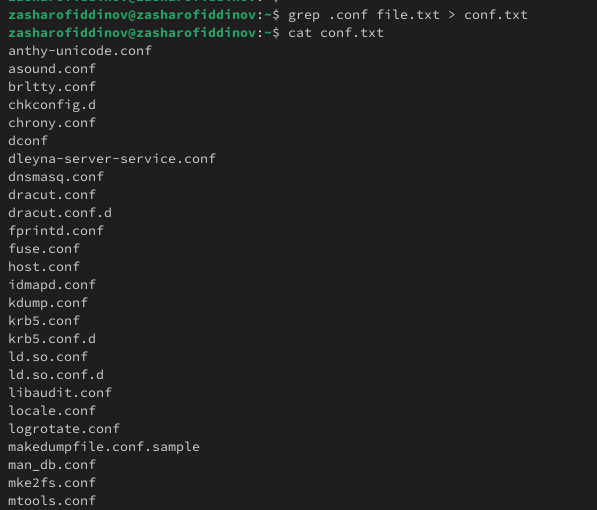 zasharofiddinov@zasharofiddinov:~$ grep .conf file.txt > conf.txt
zasharofiddinov@zasharofiddinov:~$ cat conf.txt
anthy-unicode.conf
asound.conf
brltty.conf
chkconfig.d
chrony.conf
dconf
dleyna-server-service.conf
dnsmasq.conf
dracut.conf
dracut.conf.d
fprintd.conf
fuse.conf
host.conf
idmapd.conf
kdump.conf
krb5.conf
krb5.conf.d
ld.so.conf
ld.so.conf.d
libaudit.conf
locale.conf
logrotate.conf
makedumpfile.conf.sample
man_db.conf
mke2fs.conf
mtools.conf